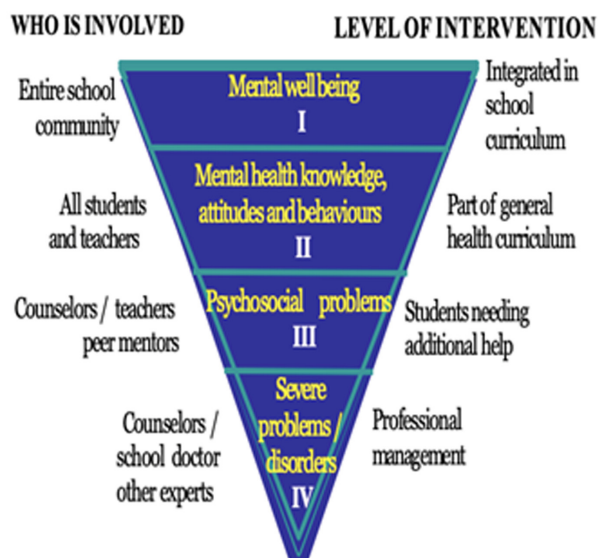 WHO IS INVOLVED
LEVEL OF INTERVENTION
Entire school
community
Mental well being
I
Integrated in
school
curriculum
All students
and teachers
Mental health knowledge,
attitudes and behaviours
II
Part of general
health curriculum
Counselors / teachers
peer mentors
Psychosocial problems
III
Students needing
additional help
Counselors /
school doctor
other experts
Severe
problems /
disorders
IV
Professional
management